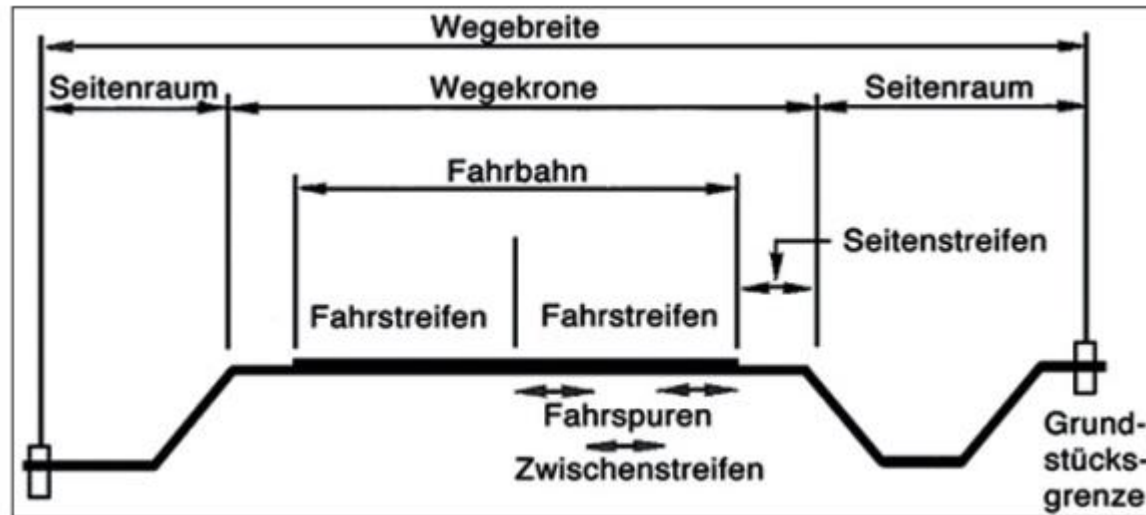 Wegebreite
Seitenraum Wegekrone Seitenraum
Fahrbahn
Seitenstreifen
Fahrstreifen Fahrstreifen
Fahrspuren
Zwischenstreifen
Grund-
stücks-
grenze